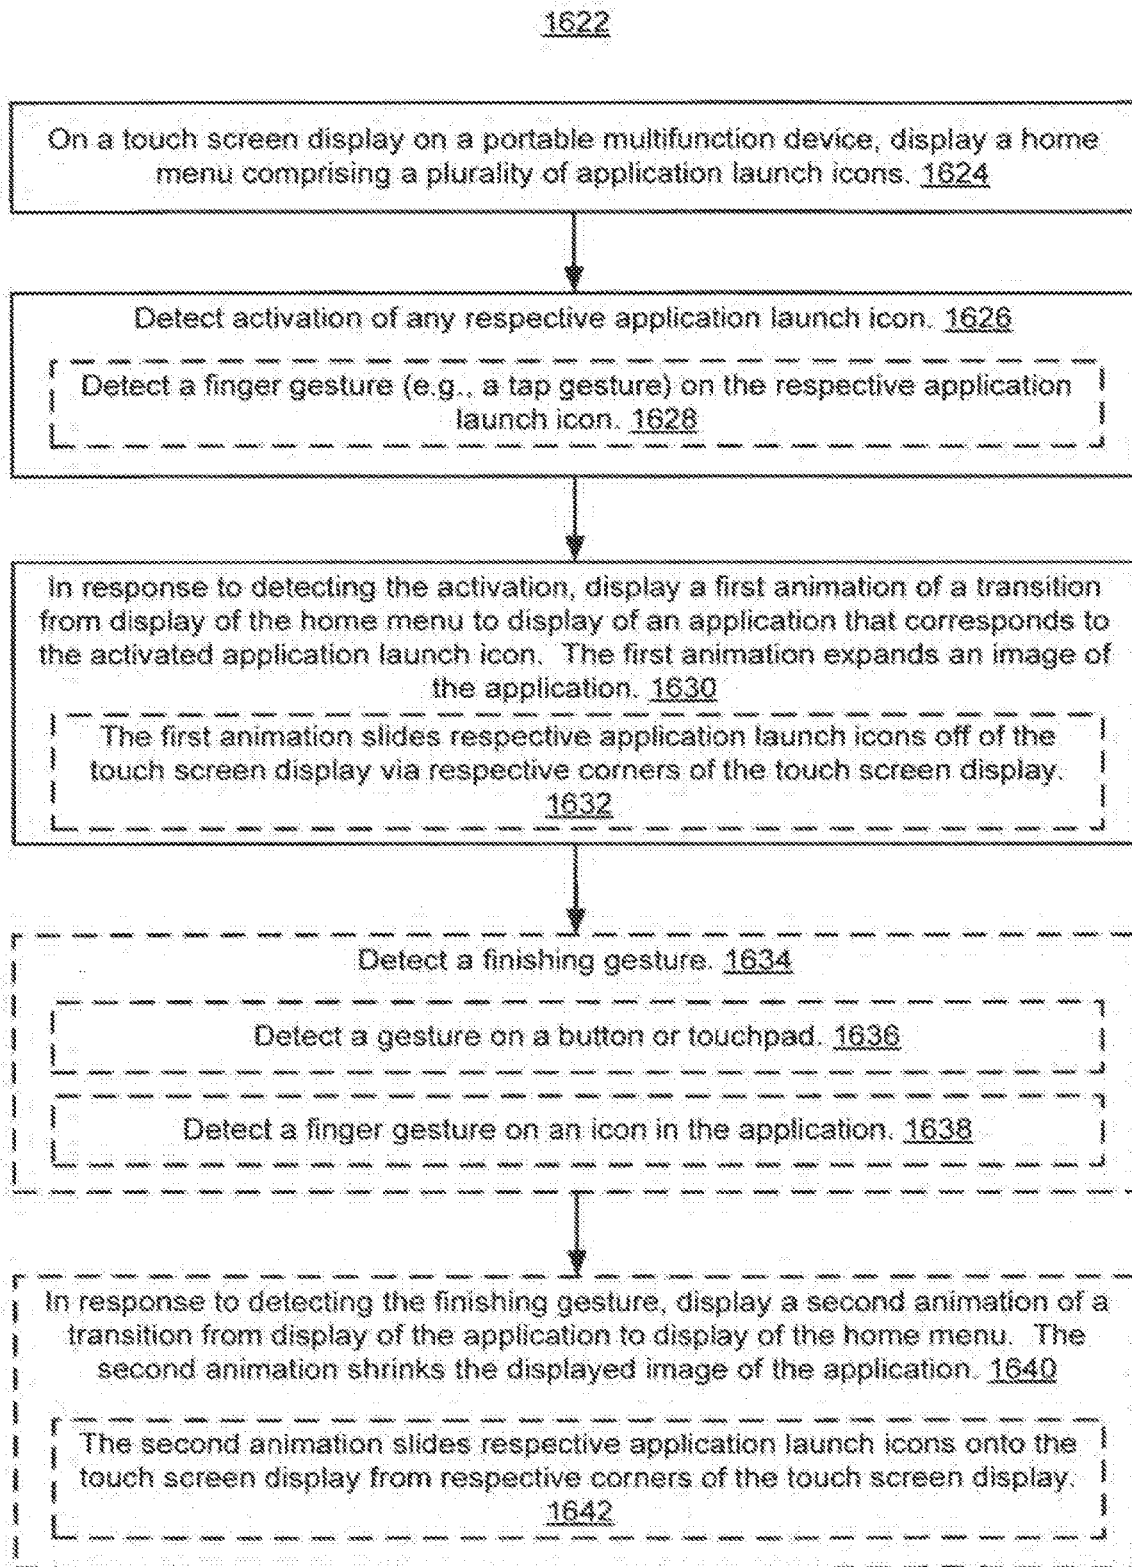 1622
On a touch screen display on a portable multifunction device, display a home
menu comprising a plurality of application launch icons. 1624
Detect activation of any respective application launch icon. 1626
Detect a finger gesture (e.g., a tap gesture) on the respective application
launch icon. 1628
In response to detecting the activation, display a first animation of a transition
from display of the home menu to display of an application that corresponds to
the activated application launch icon. The first animation expands an image of
the application. 1630
The first animation slides respective application launch icons off of the
touch screen display via respective corners of the touch screen display.
1632
Detect a finishing gesture. 1634
Detect a gesture on a button or touchpad. 1636
Detect a finger gesture on an icon in the application. 1638
In response to detecting the finishing gesture, display a second animation of a
transition from display of the application to display of the home menu. The
second animation shrinks the displayed image of the application. 1640
The second animation slides respective application launch icons onto the
touch screen display from respective corners of the touch screen display.
1642